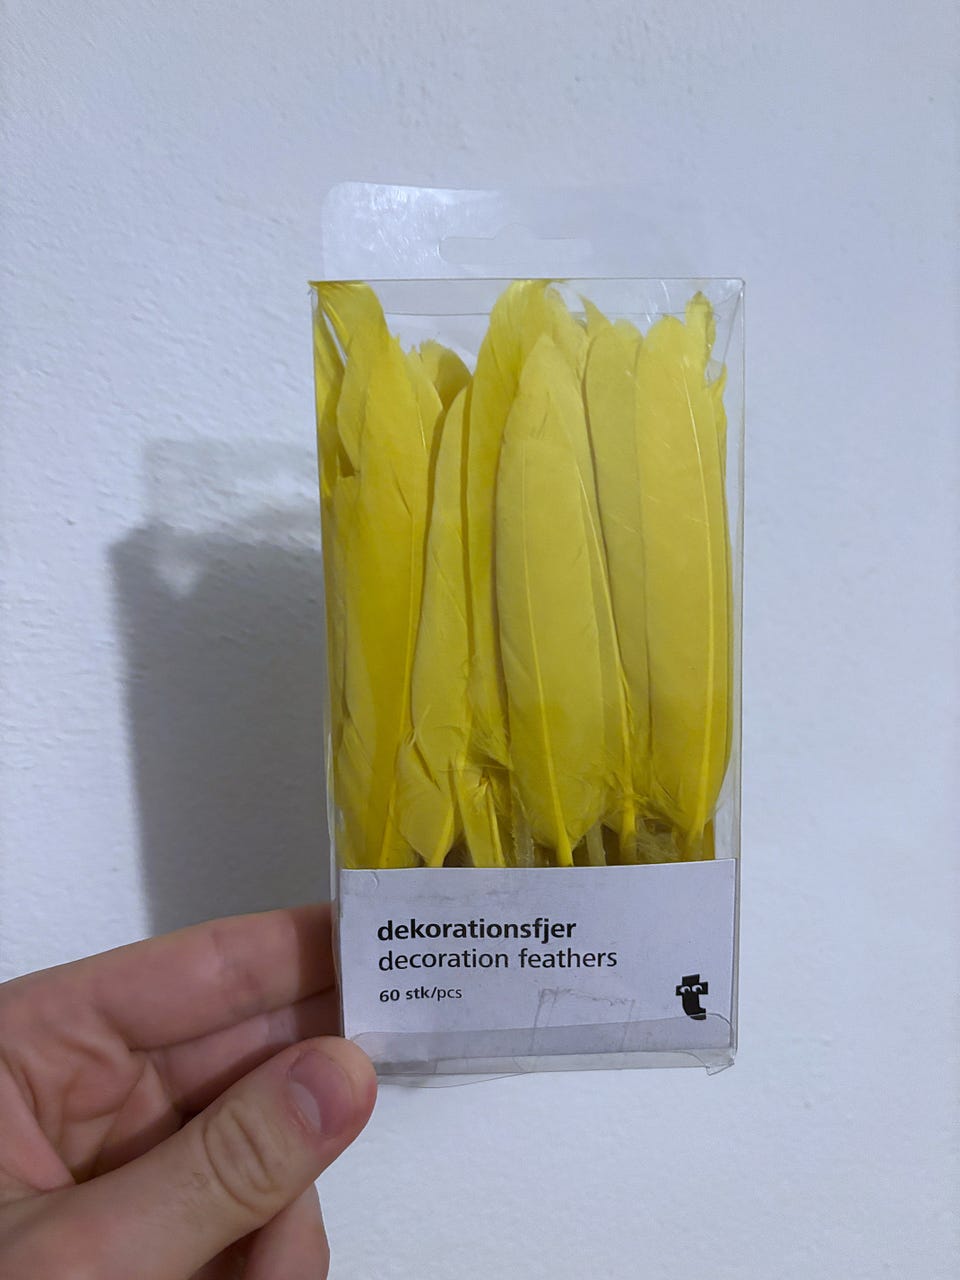 dekorationsfjer
decoration feathers
60 stk/pcs